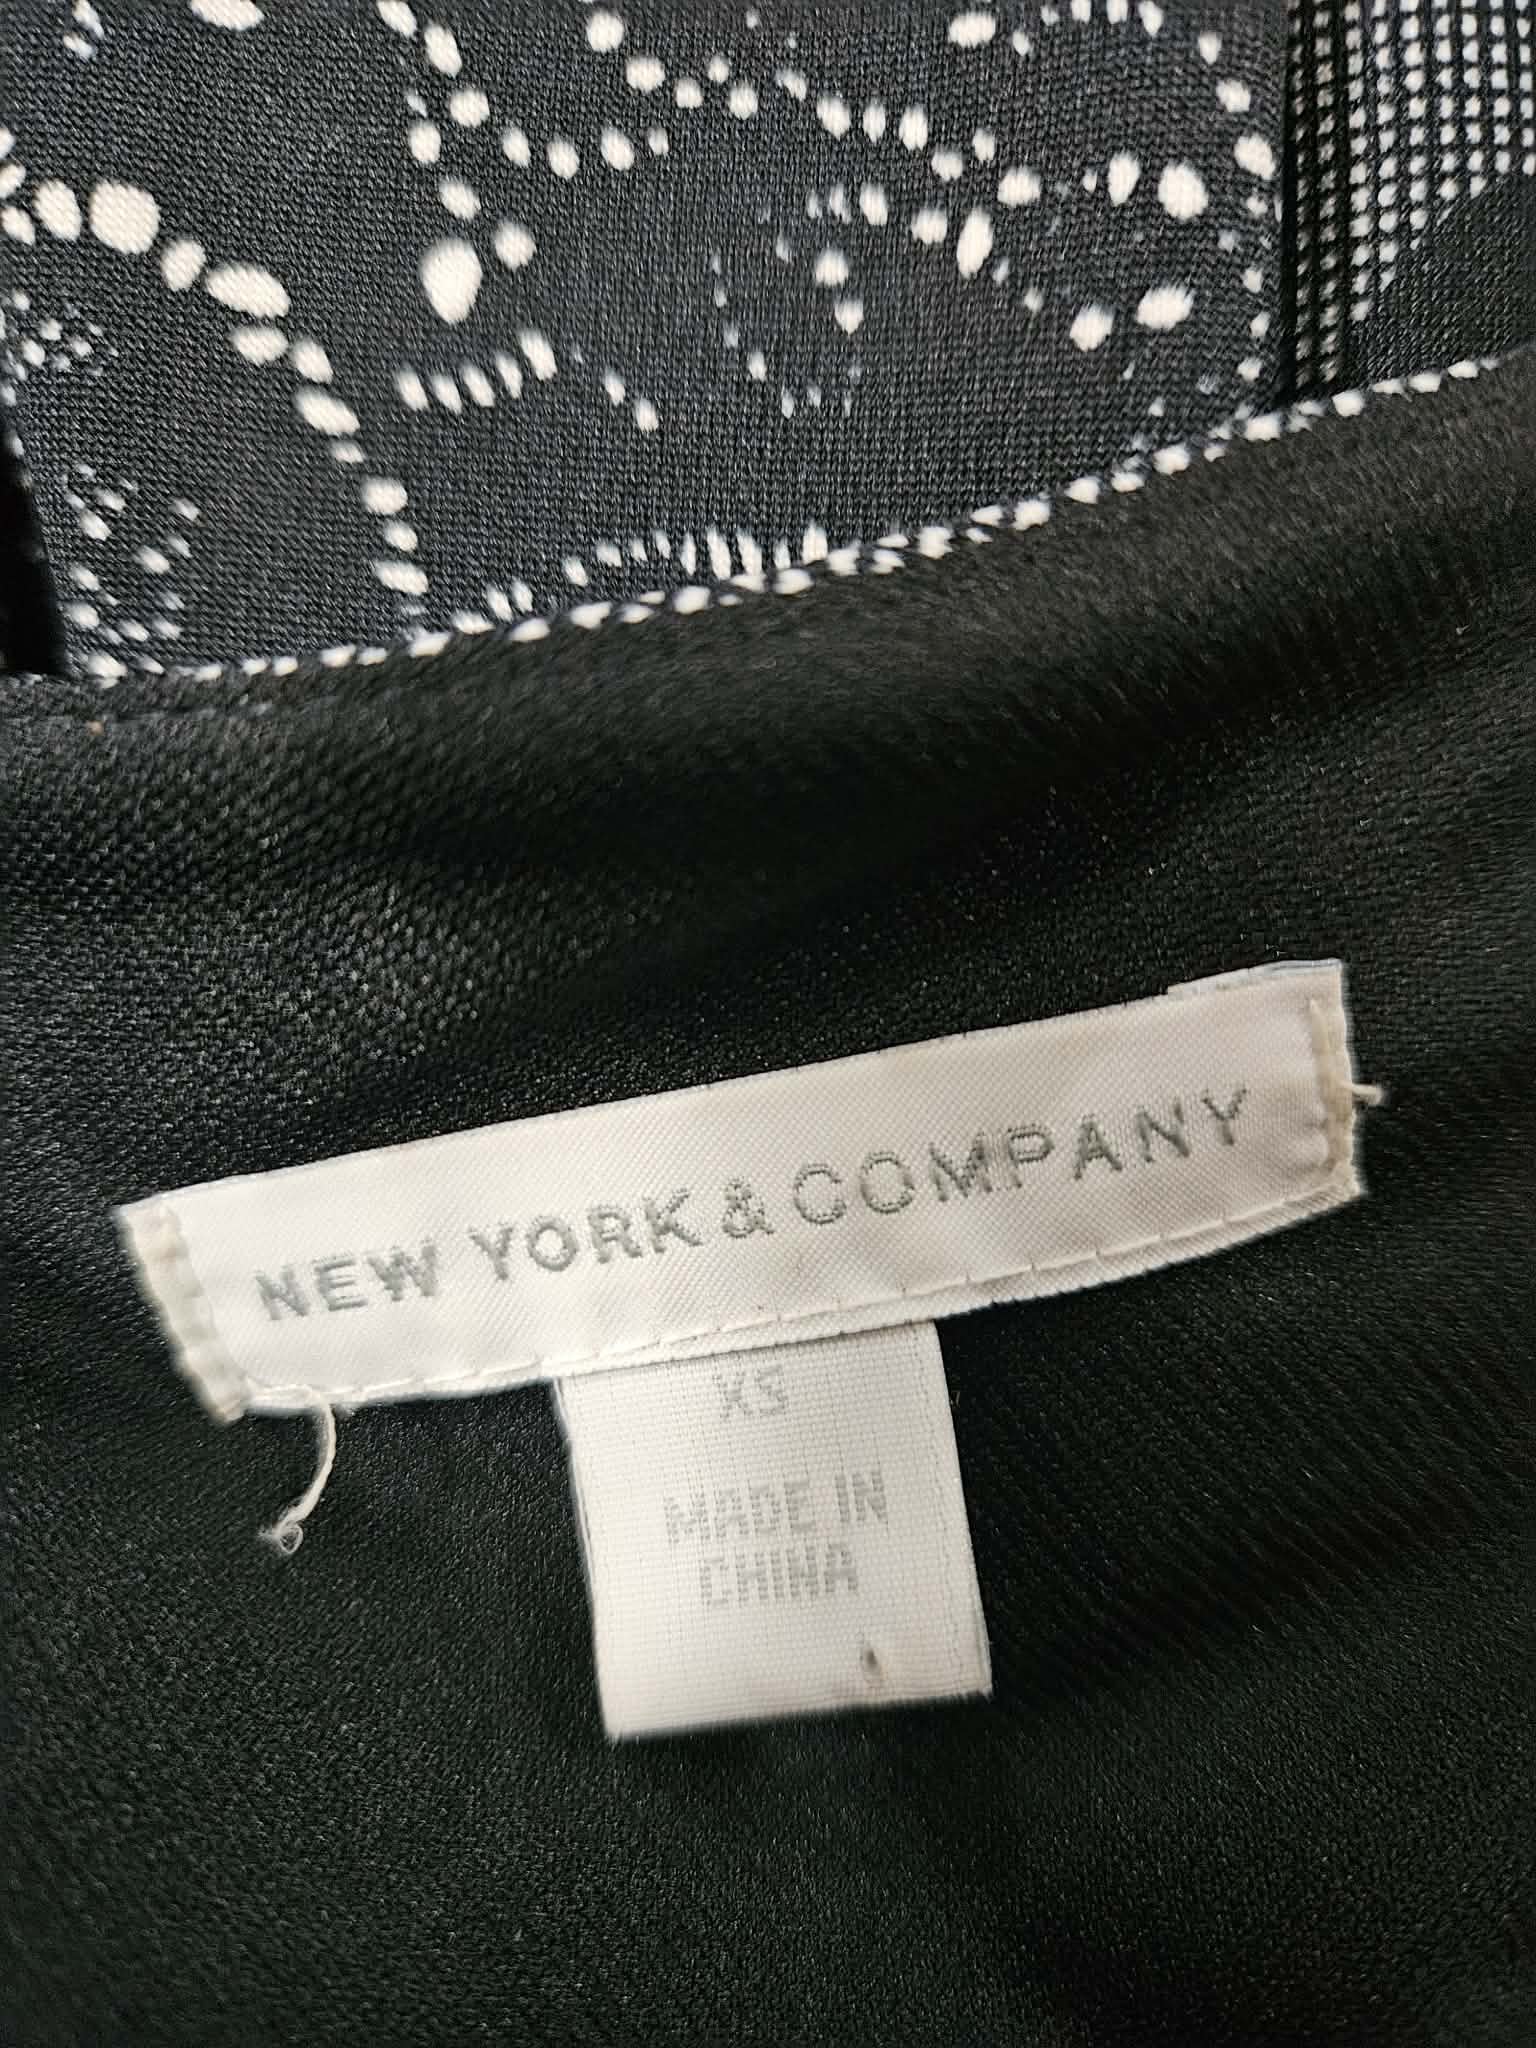 NEW YORK & COMPANY
XS
MADE IN
CHINA